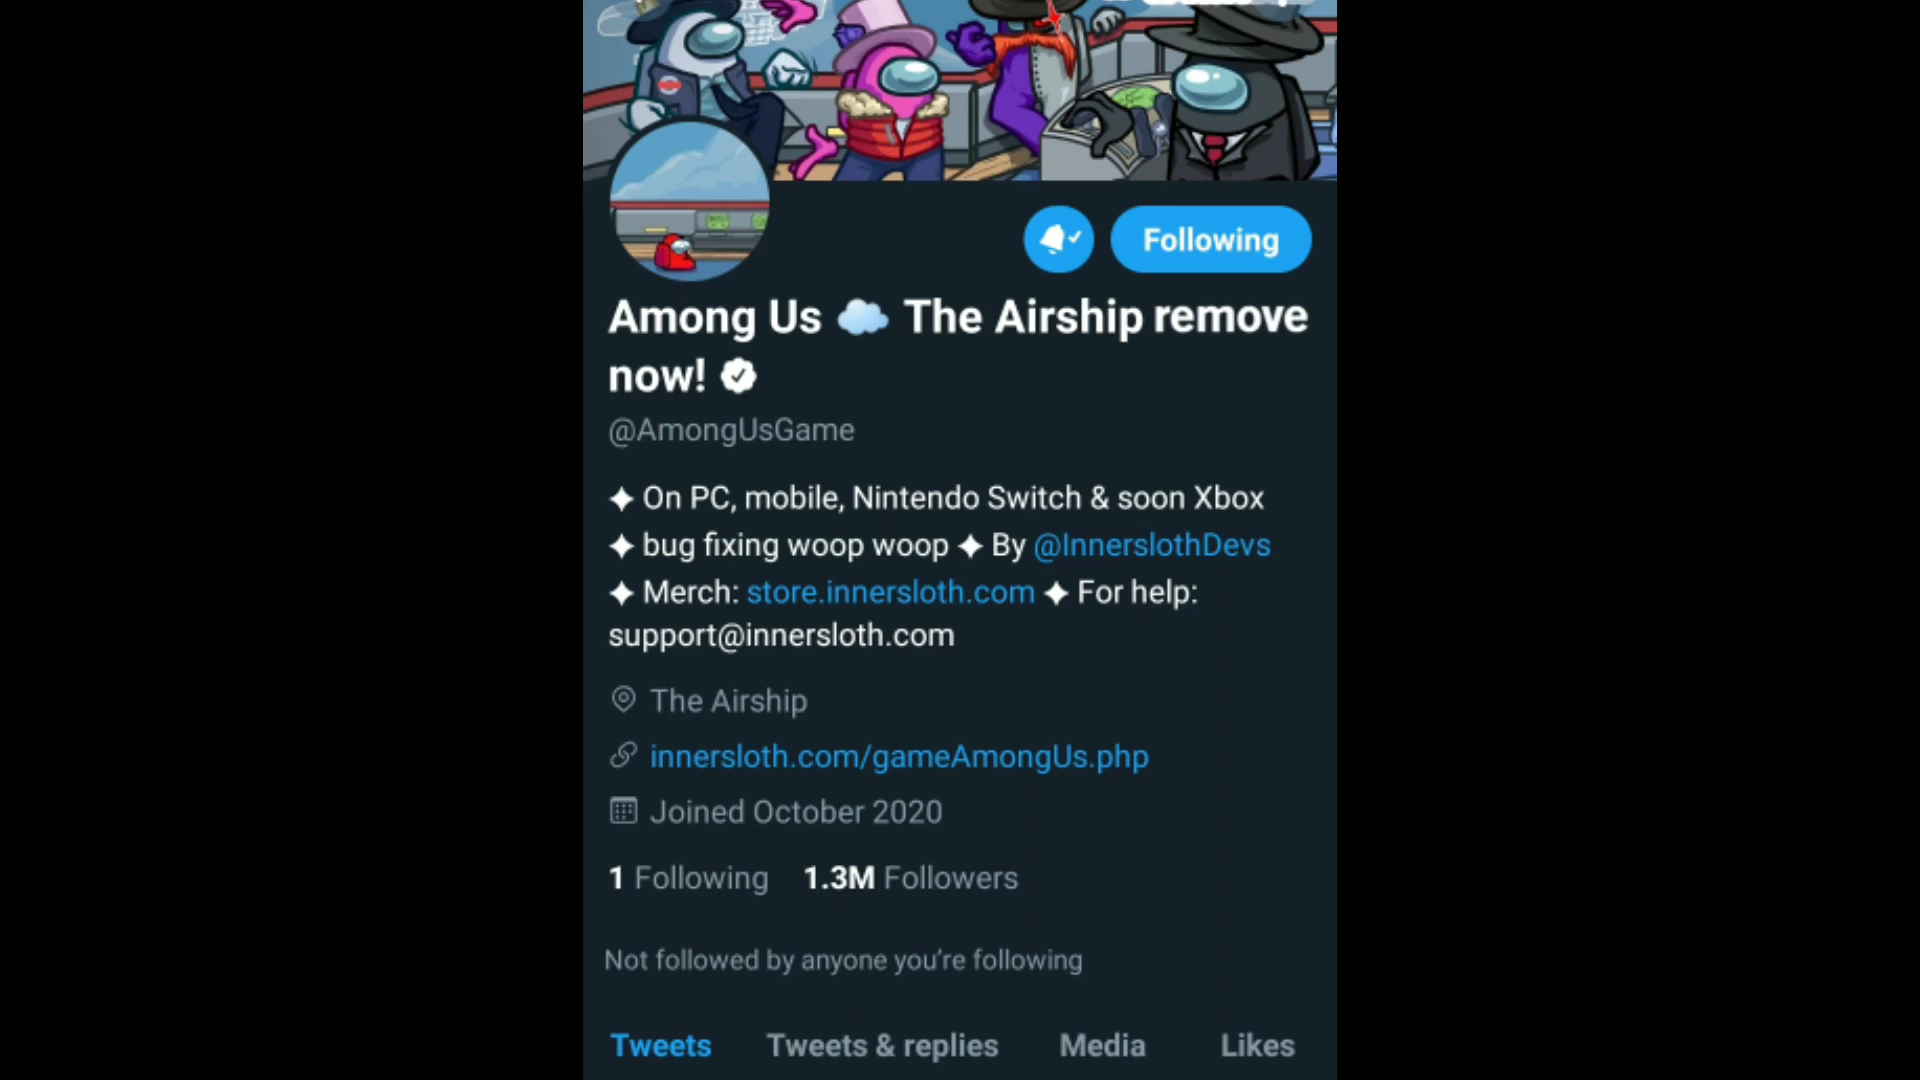 Following
Among Us ☁️ The Airship remove
now!
@AmongUsGame
✦ On PC, mobile, Nintendo Switch & soon Xbox
✦ bug fixing woop woop ✦ By @InnerslothDevs
✦ Merch: store.innersloth.com ✦ For help:
support@innersloth.com
The Airship
innersloth.com/gameAmongUs.php
Joined October 2020
1 Following 1.3M Followers
Not followed by anyone you’re following
Tweets Tweets & replies Media Likes